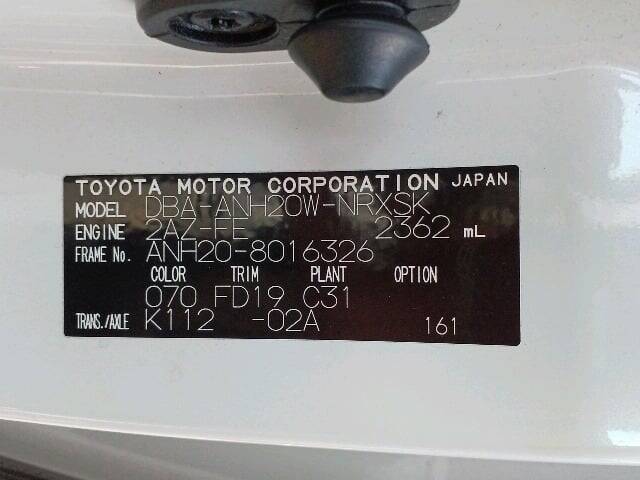 TOYOTA MOTOR CORPORATION JAPAN
MODEL DBA-ANH20W-NRXSK
ENGINE 2AZ-FE 2362 mL
FRAME No. ANH20-8016326
COLOR TRIM PLANT OPTION
070 FD19 C31
TRANS./AXLE K112 -02A 161